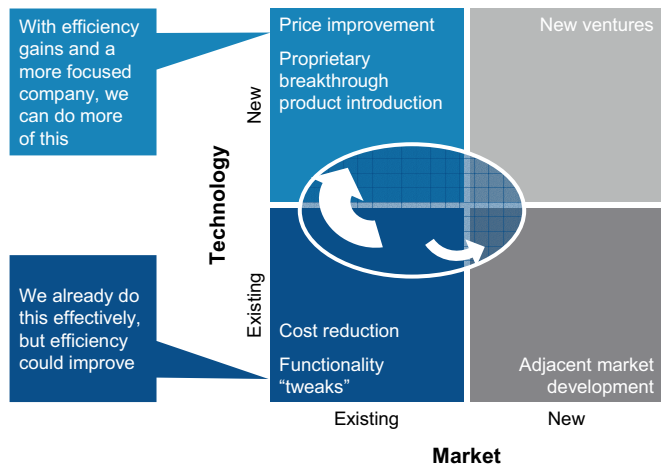 With efficiency
gains and a
more focused
company, we
can do more
of this
Price improvement
Proprietary
breakthrough
product introduction
New ventures
New
Technology
We already do
this effectively,
but efficiency
could improve
Existing
Cost reduction
Functionality
“tweaks”
Adjacent market
development
Existing
New
Market